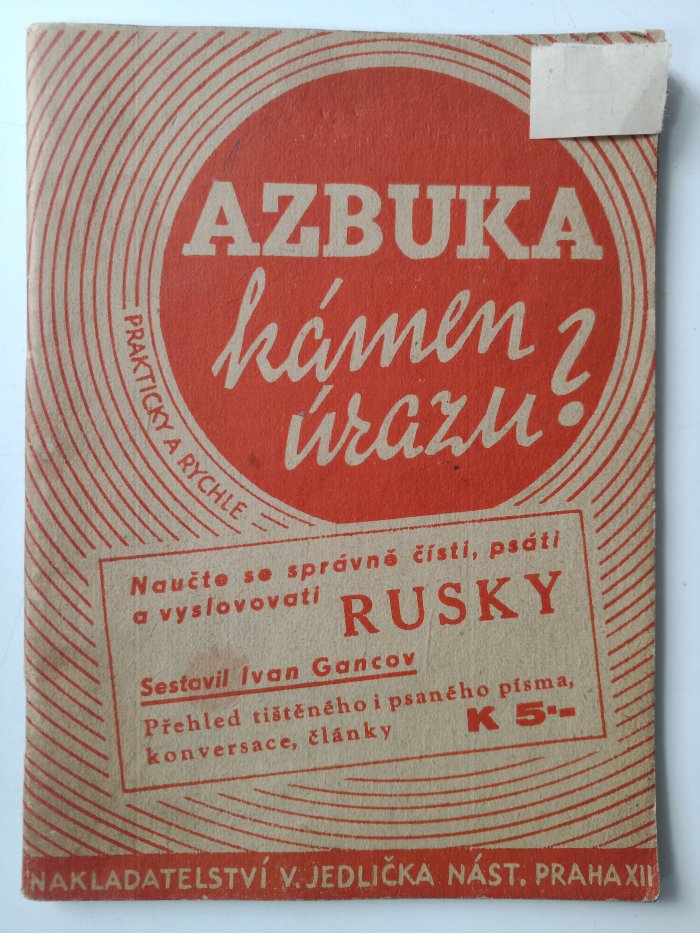 AZBUKA
kámen
úrazu?
PRAKTICKY A RYCHLE
Naučte se správně čísti, psáti
a vyslovovati RUSKY
Sestavil Ivan Gancov
Přehled tištěného i psaného písma,
konversace, články K 5·–
NAKLADATELSTVÍ V. JEDLIČKA NÁST. PRAHA XII